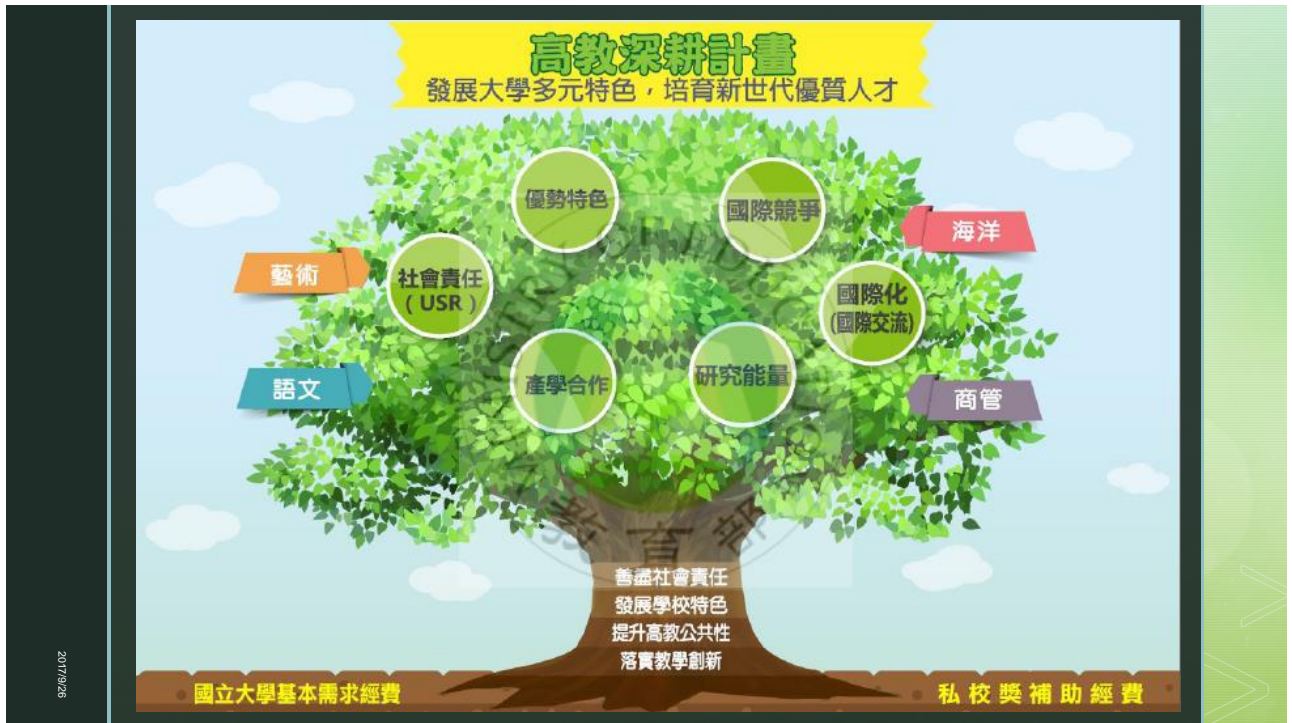 高教深耕計畫
發展大學多元特色，培育新世代優質人才
優勢特色
國際競爭
海洋
藝術
社會責任
（USR）
國際化
(國際交流)
語文
產學合作
研究能量
商管
教育部
善盡社會責任
發展學校特色
提升高教公共性
落實教學創新
國立大學基本需求經費
私校獎補助經費
2017/9/26